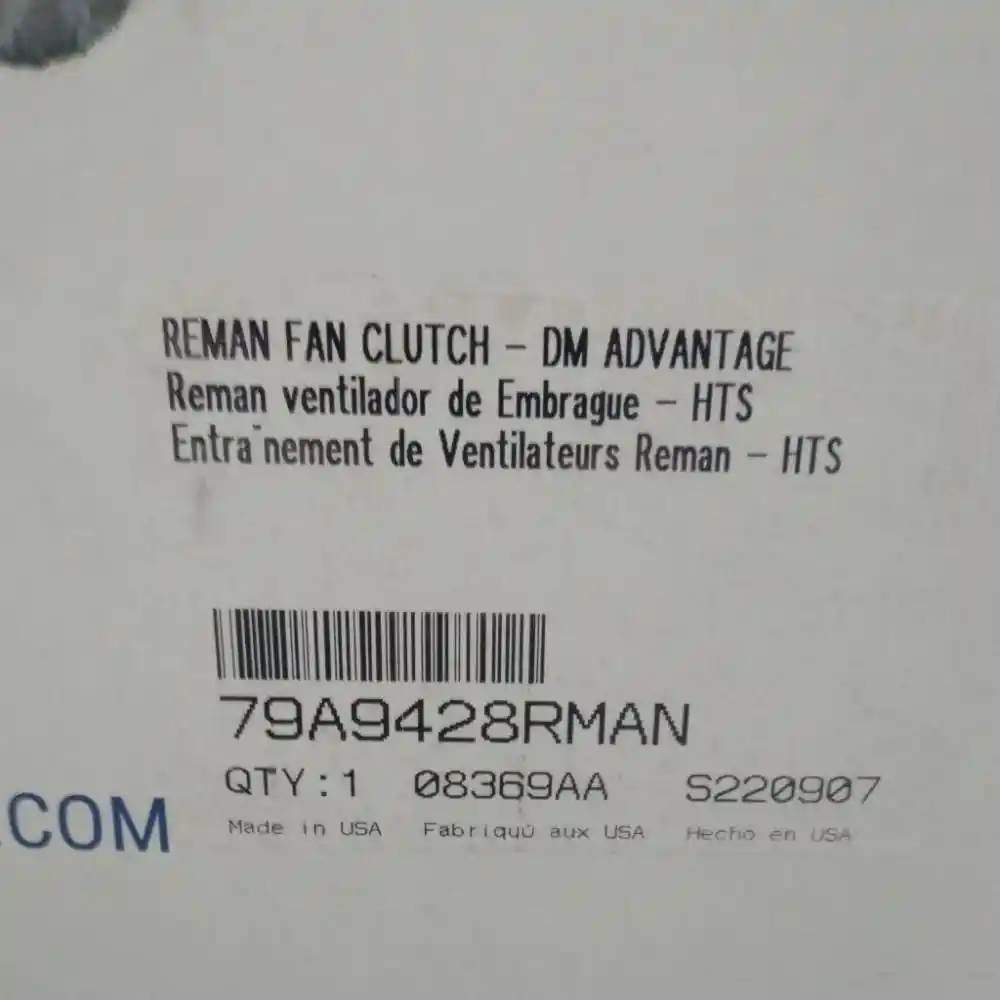 REMAN FAN CLUTCH - DM ADVANTAGE
Reman ventilador de Embrague - HTS
Entra¨nement de Ventilateurs Reman - HTS
79A9428RMAN
QTY:1 08369AA S220907
.COM
Made in USA Fabriquù aux USA Hecho en USA